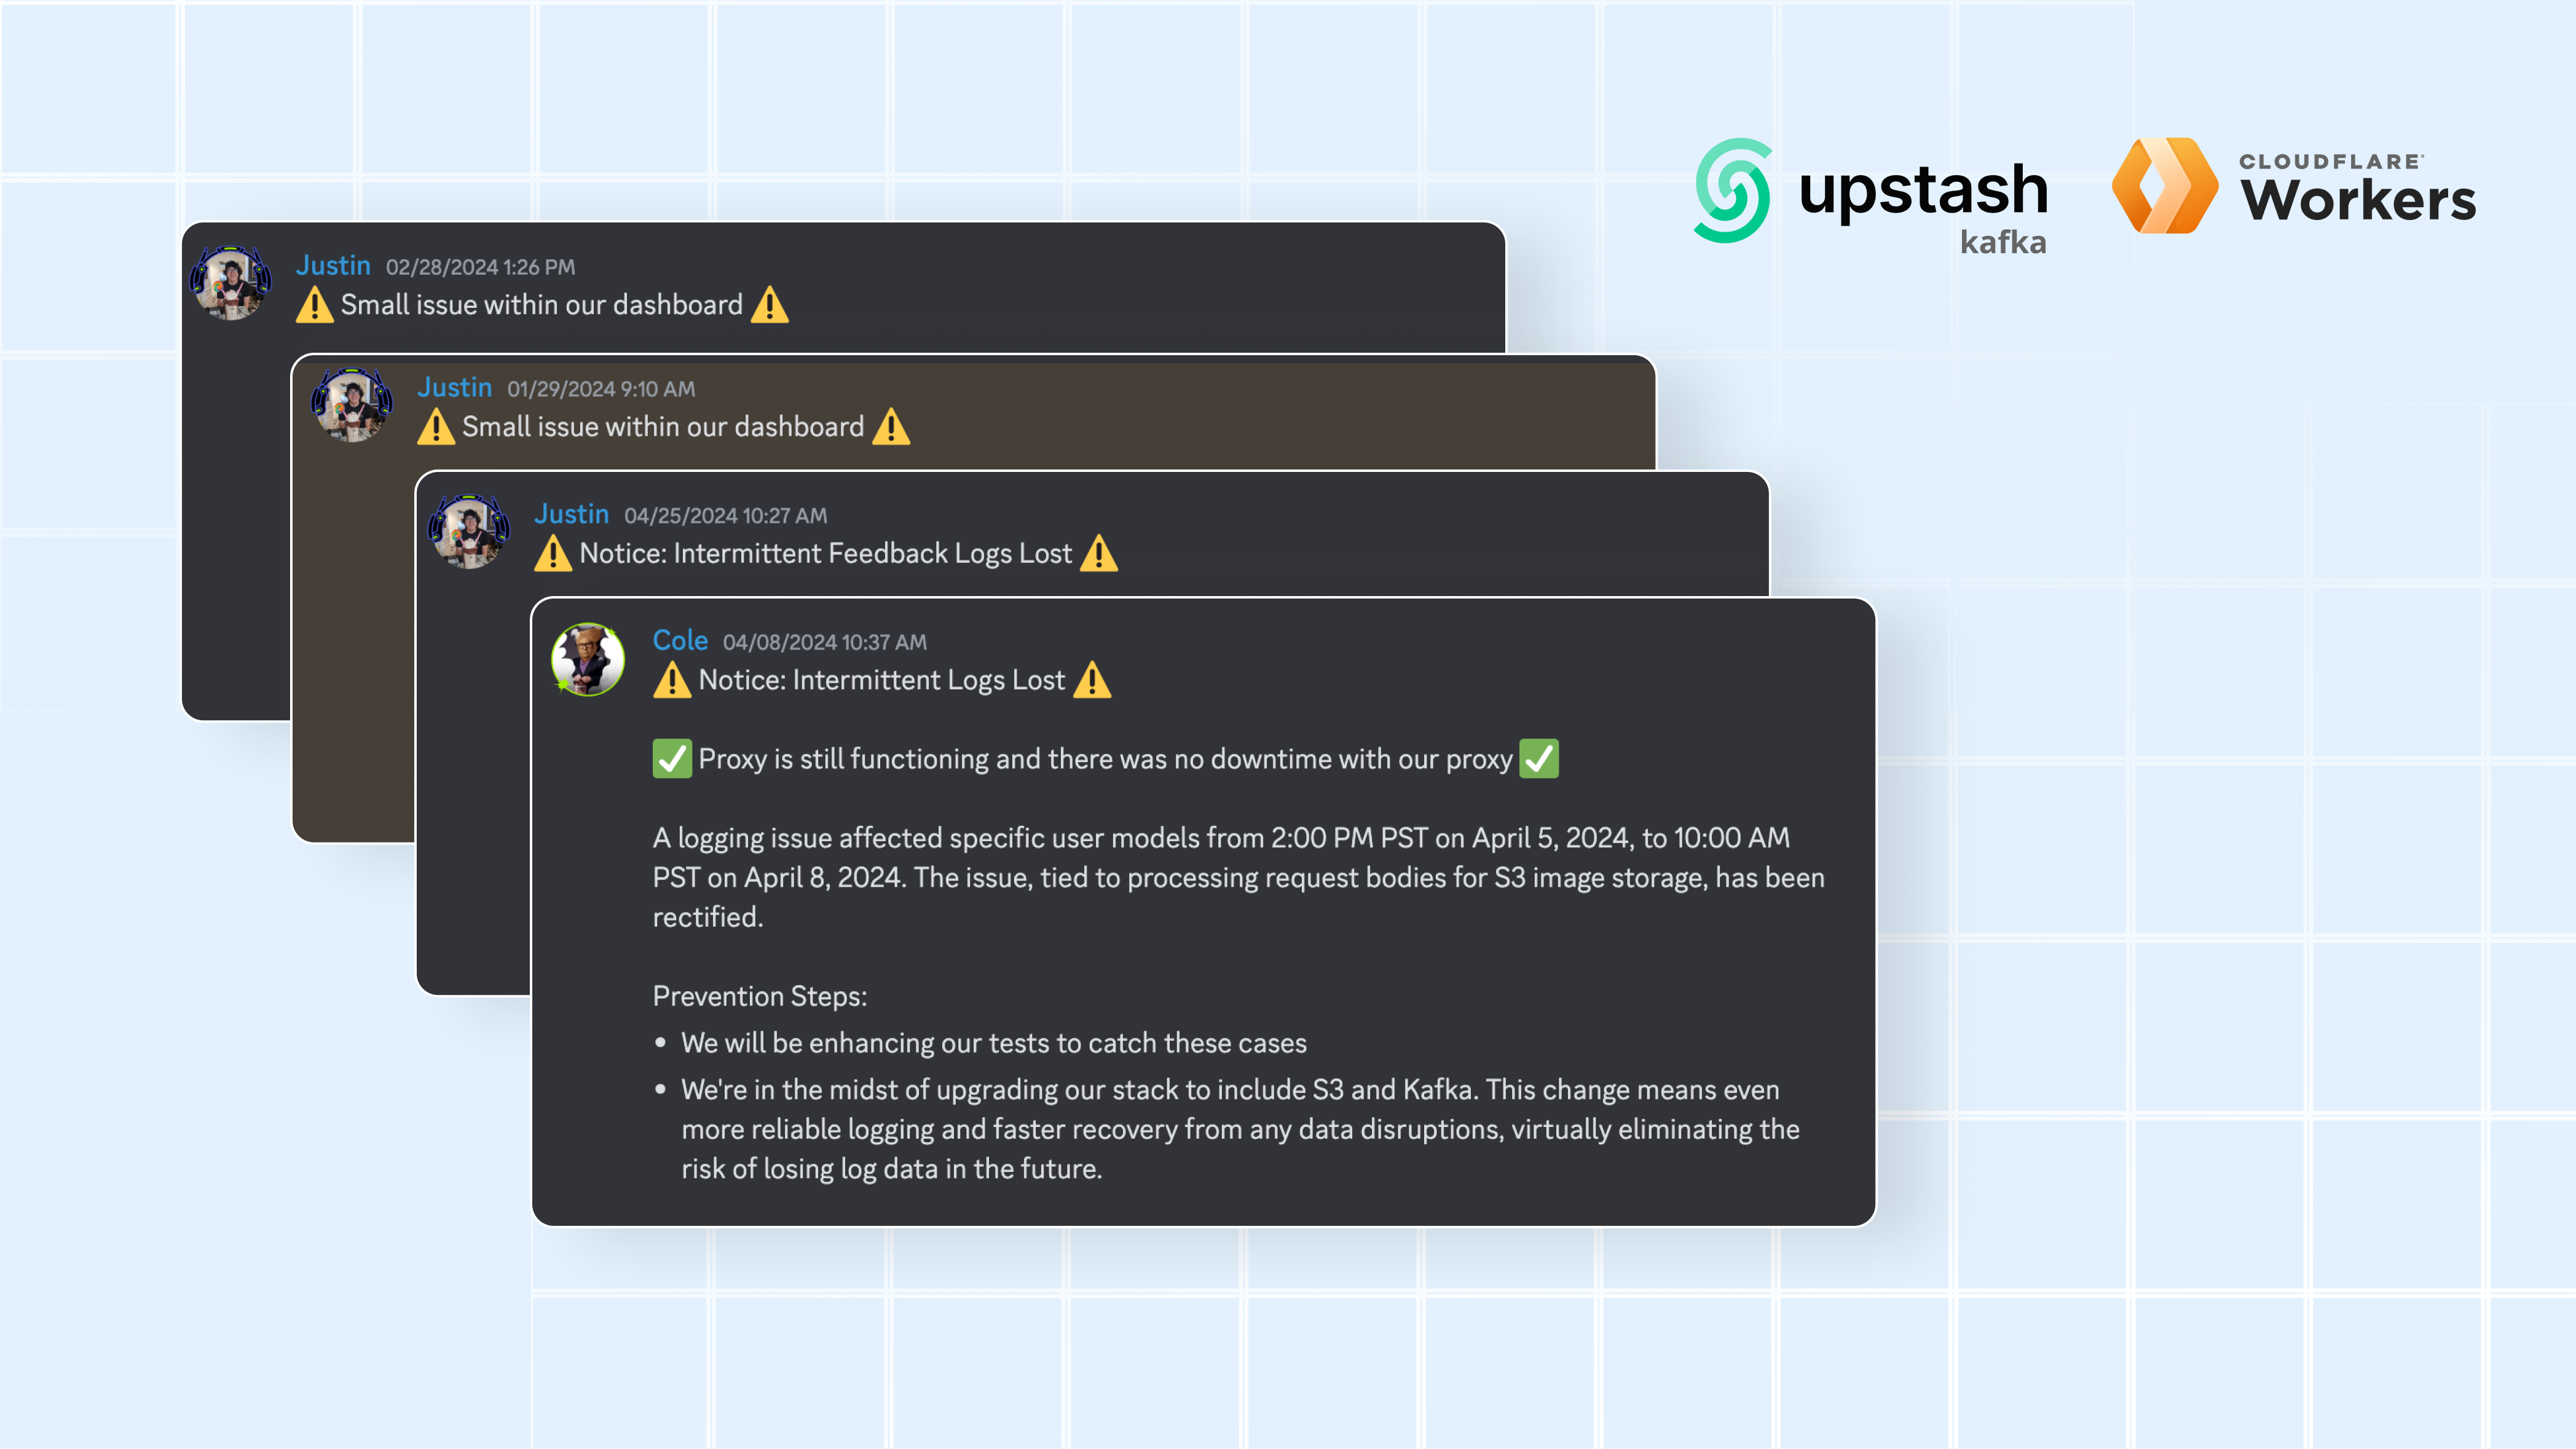 upstash
kafka
CLOUDFLARE
Workers
Justin 02/28/2024 1:26 PM
⚠️ Small issue within our dashboard ⚠️
Justin 01/29/2024 9:10 AM
⚠️ Small issue within our dashboard ⚠️
Justin 04/25/2024 10:27 AM
⚠️ Notice: Intermittent Feedback Logs Lost ⚠️
Cole 04/08/2024 10:37 AM
⚠️ Notice: Intermittent Logs Lost ⚠️
✅ Proxy is still functioning and there was no downtime with our proxy ✅
A logging issue affected specific user models from 2:00 PM PST on April 5, 2024, to 10:00 AM
PST on April 8, 2024. The issue, tied to processing request bodies for S3 image storage, has been
rectified.
Prevention Steps:
• We will be enhancing our tests to catch these cases
• We're in the midst of upgrading our stack to include S3 and Kafka. This change means even
more reliable logging and faster recovery from any data disruptions, virtually eliminating the
risk of losing log data in the future.